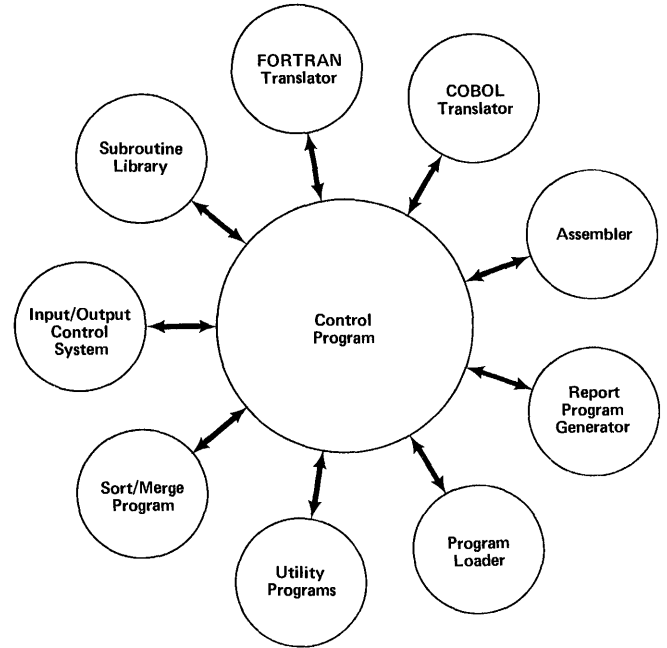 FORTRAN
Translator
COBOL
Translator
Subroutine
Library
Assembler
Input/Output
Control
System
Control
Program
Report
Program
Generator
Sort/Merge
Program
Program
Loader
Utility
Programs